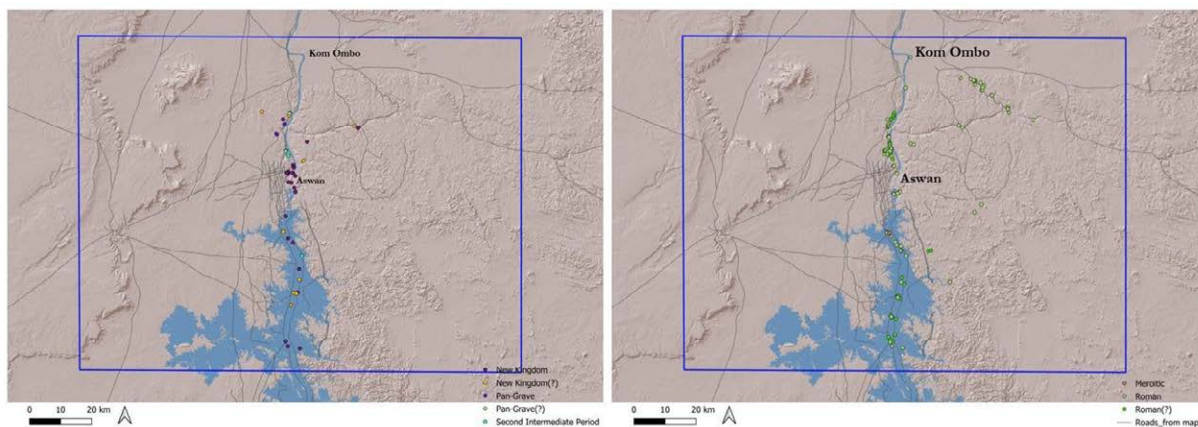 Kom Ombo
Aswan
New Kingdom
New Kingdom(?)
Pan-Grave
Pan-Grave(?)
Second Intermediate Period
0 10 20 km
Kom Ombo
Aswan
Meroitic
Roman
Roman(?)
Roads_from map
0 10 20 km